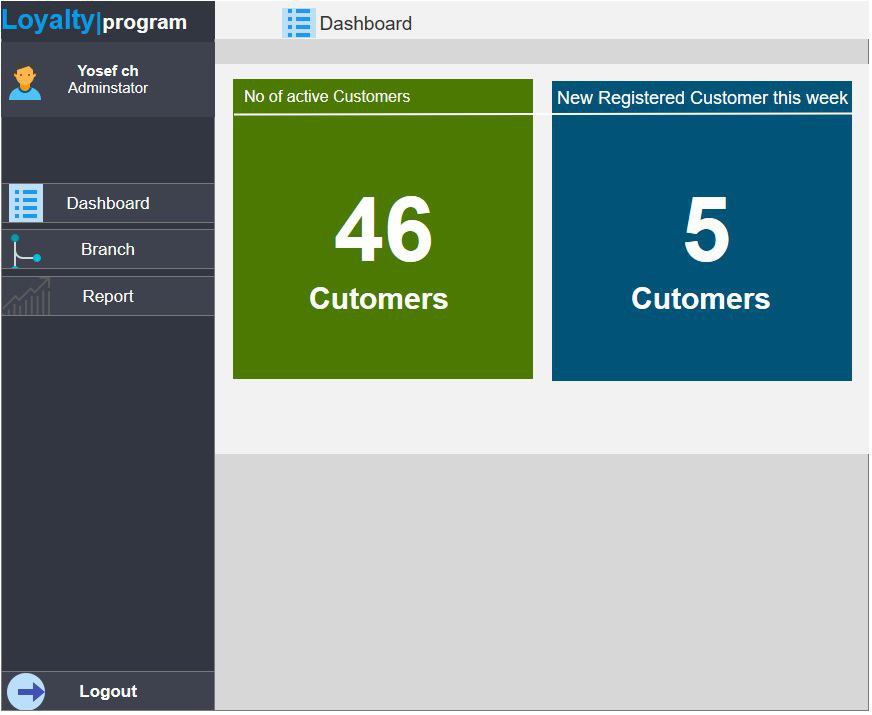 Loyalty|program
Yosef ch
Adminstator
Dashboard
Branch
Report
Logout
Dashboard
No of active Customers
46
Cutomers
New Registered Customer this week
5
Cutomers